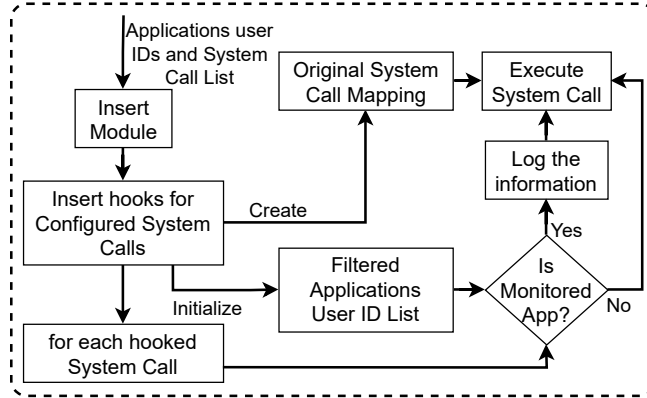 Applications user
IDs and System
Call List
Insert
Module
Insert hooks for
Configured System
Calls
for each hooked
System Call
Create
Initialize
Original System
Call Mapping
Filtered
Applications
User ID List
Execute
System Call
Log the
information
Yes
Is
Monitored
App?
No